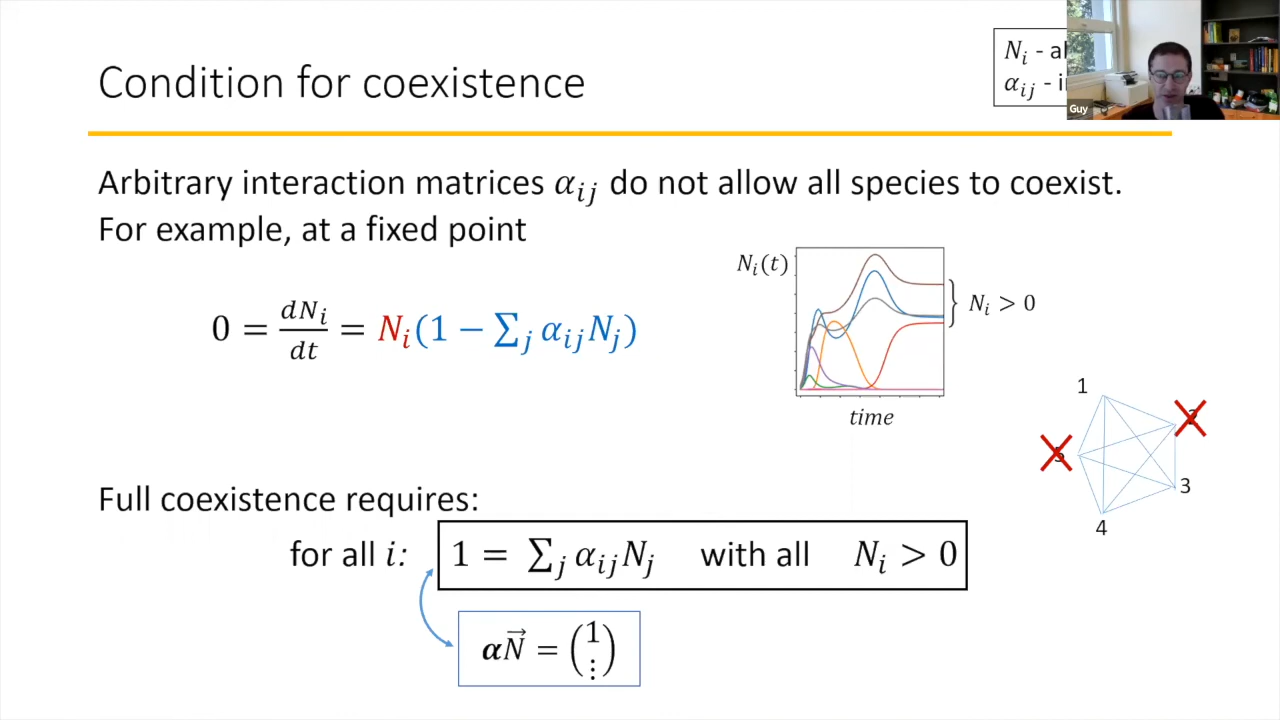 Condition for coexistence
N_i - a
α_ij - i
Guy
Arbitrary interaction matrices α_ij do not allow all species to coexist.
For example, at a fixed point
0 = dN_i/dt = N_i(1 − ∑_j α_ij N_j)
N_i(t)
N_i > 0
time
1
3
4
Full coexistence requires:
for all i: 1 = ∑_j α_ij N_j with all N_i > 0
αN⃗ = (1 ⋮)